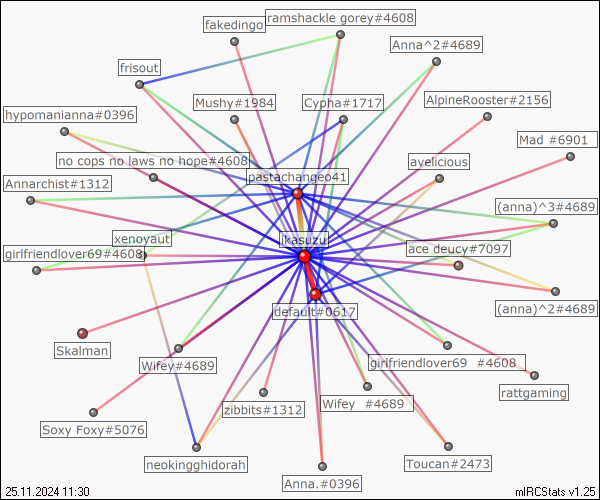 fakedingo
ramshackle gorey#4608
Anna^2#4689
frisout
Mushy#1984
Cypha#1717
AlpineRooster#2156
hypomanianna#0396
Mad #6901
no cops no laws no hope#4608
ayelicious
pastachangeo41
Annarchist#1312
(anna)^3#4689
xenoyaut
jkasuzu
girlfriendlover69#4608
ace deucy#7097
(anna)^2#4689
default#0617
Skalman
Wifey#4689
girlfriendlover69 #4608
rattgaming
zibbits#1312
Wifey #4689
Soxy Foxy#5076
neokingghidorah
Toucan#2473
Anna.#0396
25.11.2024 11:30
mIRCStats v1.25